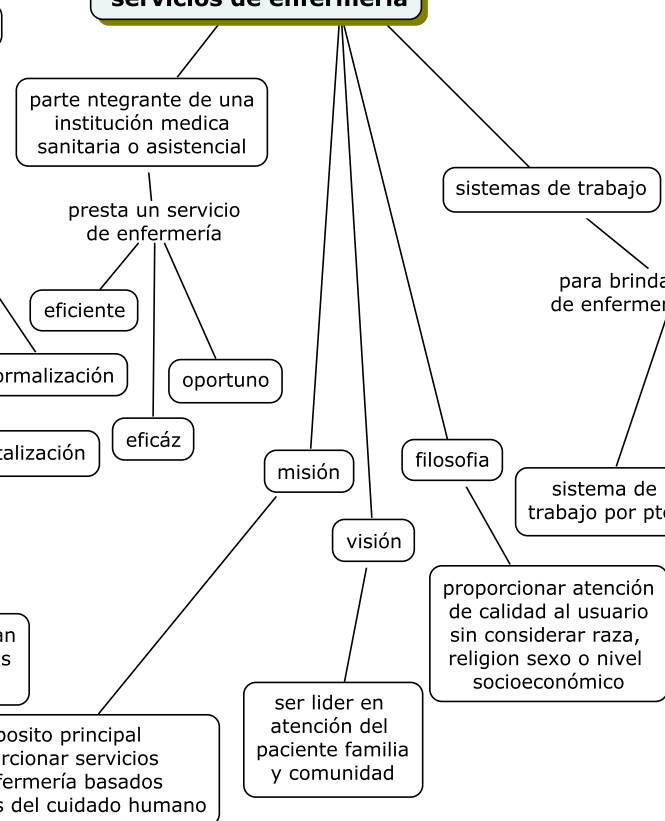 servicios de enfermería
parte ntegrante de una
institución medica
sanitaria o asistencial
presta un servicio
de enfermería
eficiente
oportuno
eficáz
ormalización
talización
misión
visión
filosofia
sistemas de trabajo
para brinda
de enfermer
sistema de
trabajo por pt
proporcionar atención
de calidad al usuario
sin considerar raza,
religion sexo o nivel
socioeconómico
ser lider en
atención del
paciente familia
y comunidad
an
s
posito principal
rcionar servicios
fermería basados
s del cuidado humano